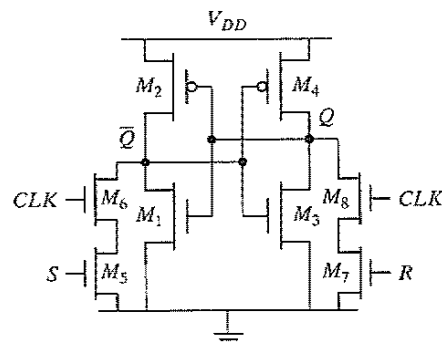 V_DD
M_2 M_4
Q̅ Q
CLK M_6 M_1 M_3 M_8 CLK
S M_5 M_7 R